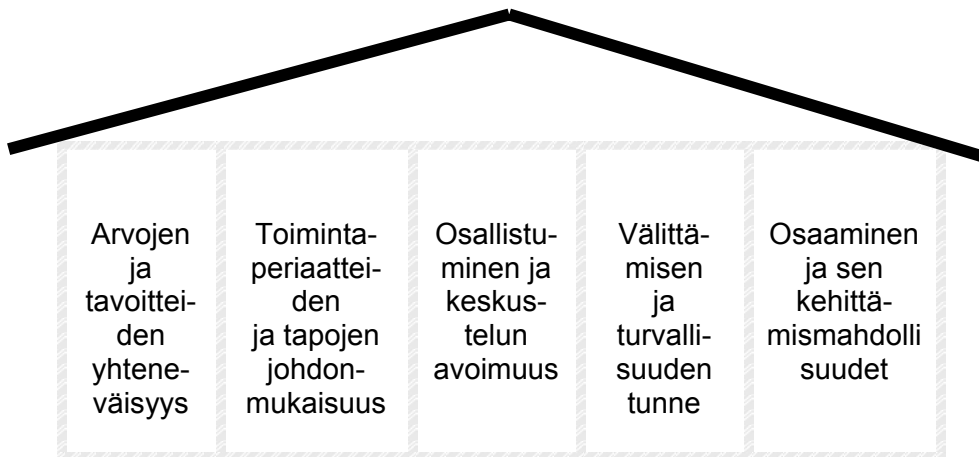 Arvojen
ja
tavoittei-
den
yhtene-
väisyys
Toiminta-
periaattei-
den
ja tapojen
johdon-
mukaisuus
Osallistu-
minen ja
keskus-
telun
avoimuus
Välittä-
misen
ja
turvalli-
suuden
tunne
Osaaminen
ja sen
kehittä-
mismahdolli
suudet